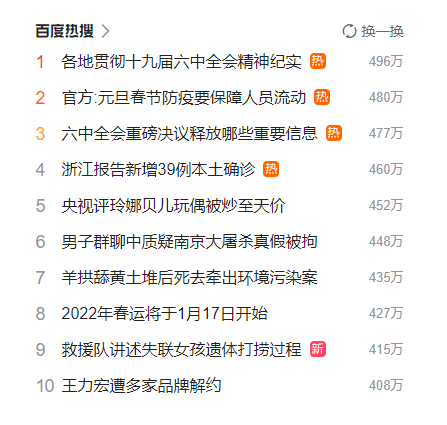 百度热搜 换一换
1 各地贯彻十九届六中全会精神纪实 热 496万
2 官方:元旦春节防疫要保障人员流动 热 480万
3 六中全会重磅决议释放哪些重要信息 热 477万
4 浙江报告新增39例本土确诊 热 460万
5 央视评玲娜贝儿玩偶被炒至天价 452万
6 男子群聊中质疑南京大屠杀真假被拘 448万
7 羊拱舔黄土堆后死去牵出环境污染案 435万
8 2022年春运将于1月17日开始 427万
9 救援队讲述失联女孩遗体打捞过程 新 415万
10 王力宏遭多家品牌解约 408万